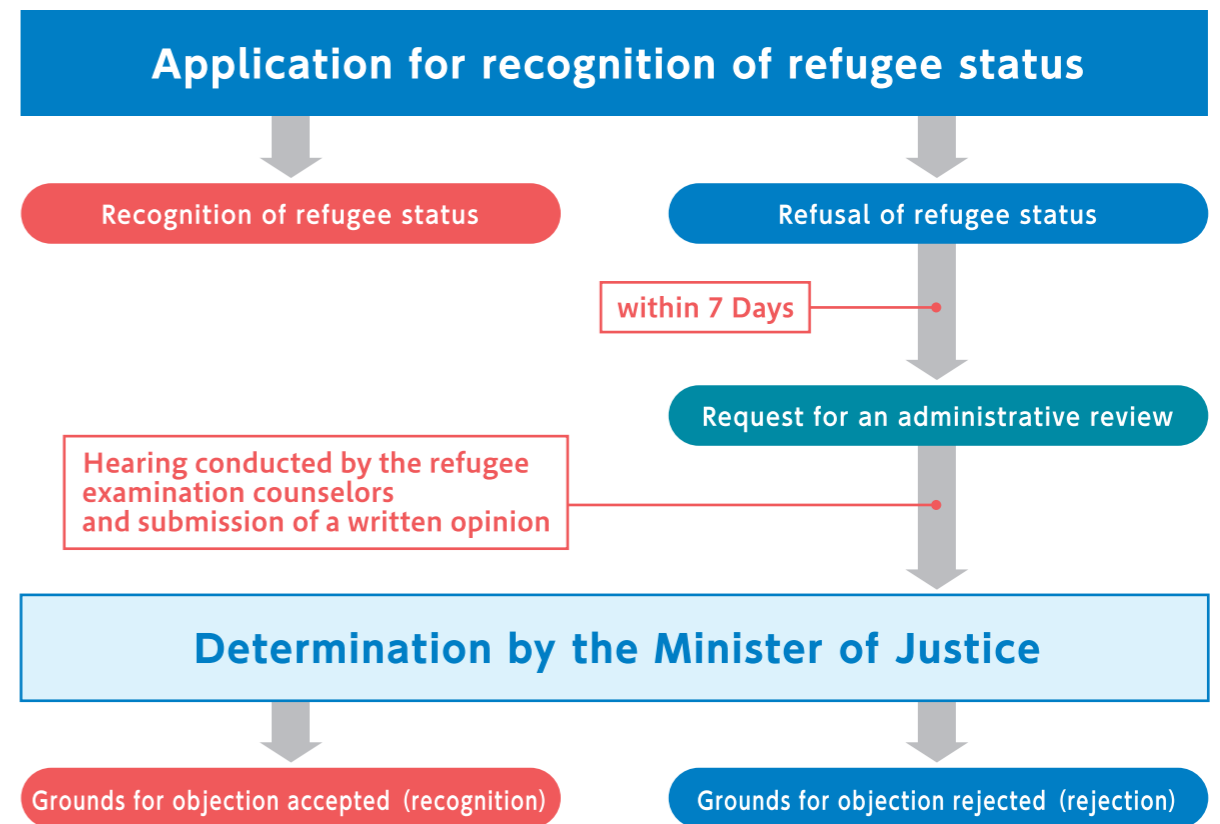 Application for recognition of refugee status
Recognition of refugee status
Refusal of refugee status
within 7 Days
Request for an administrative review
Hearing conducted by the refugee
examination counselors
and submission of a written opinion
Determination by the Minister of Justice
Grounds for objection accepted (recognition)
Grounds for objection rejected (rejection)